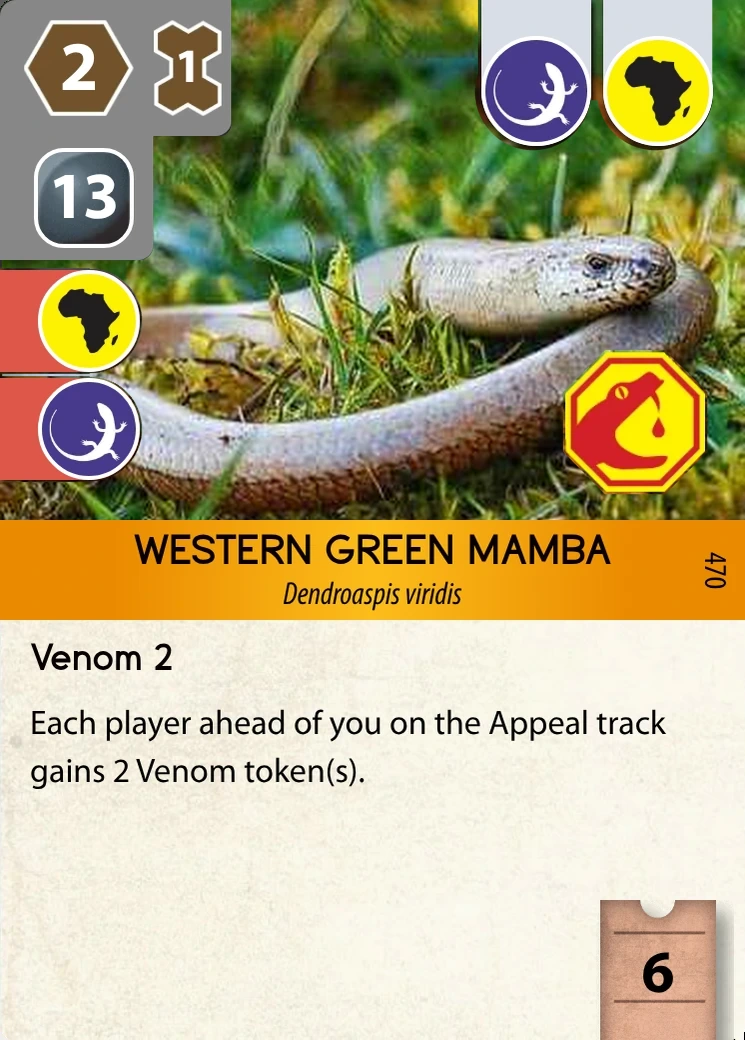 2 1
13
WESTERN GREEN MAMBA
Dendroaspis viridis
470
Venom 2
Each player ahead of you on the Appeal track
gains 2 Venom token(s).
6